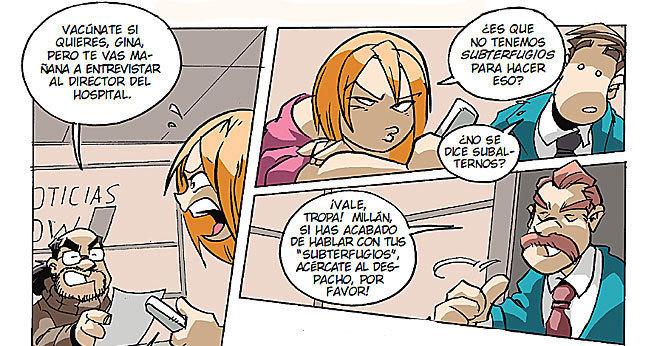 VACÚNATE SI
QUIERES, GINA,
PERO TE VAS MA-
ÑANA A ENTREVISTAR
AL DIRECTOR DEL
HOSPITAL.
OTICIAS
OW
¿ES QUE
NO TENEMOS
SUBTERFUGIOS
PARA HACER
ESO?
¿NO SE
DICE SUBAL-
TERNOS?
¡VALE,
TROPA! MILLÁN,
SI HAS ACABADO
DE HABLAR CON TUS
"SUBTERFUGIOS",
ACÉRCATE AL DES-
PACHO, POR
FAVOR!